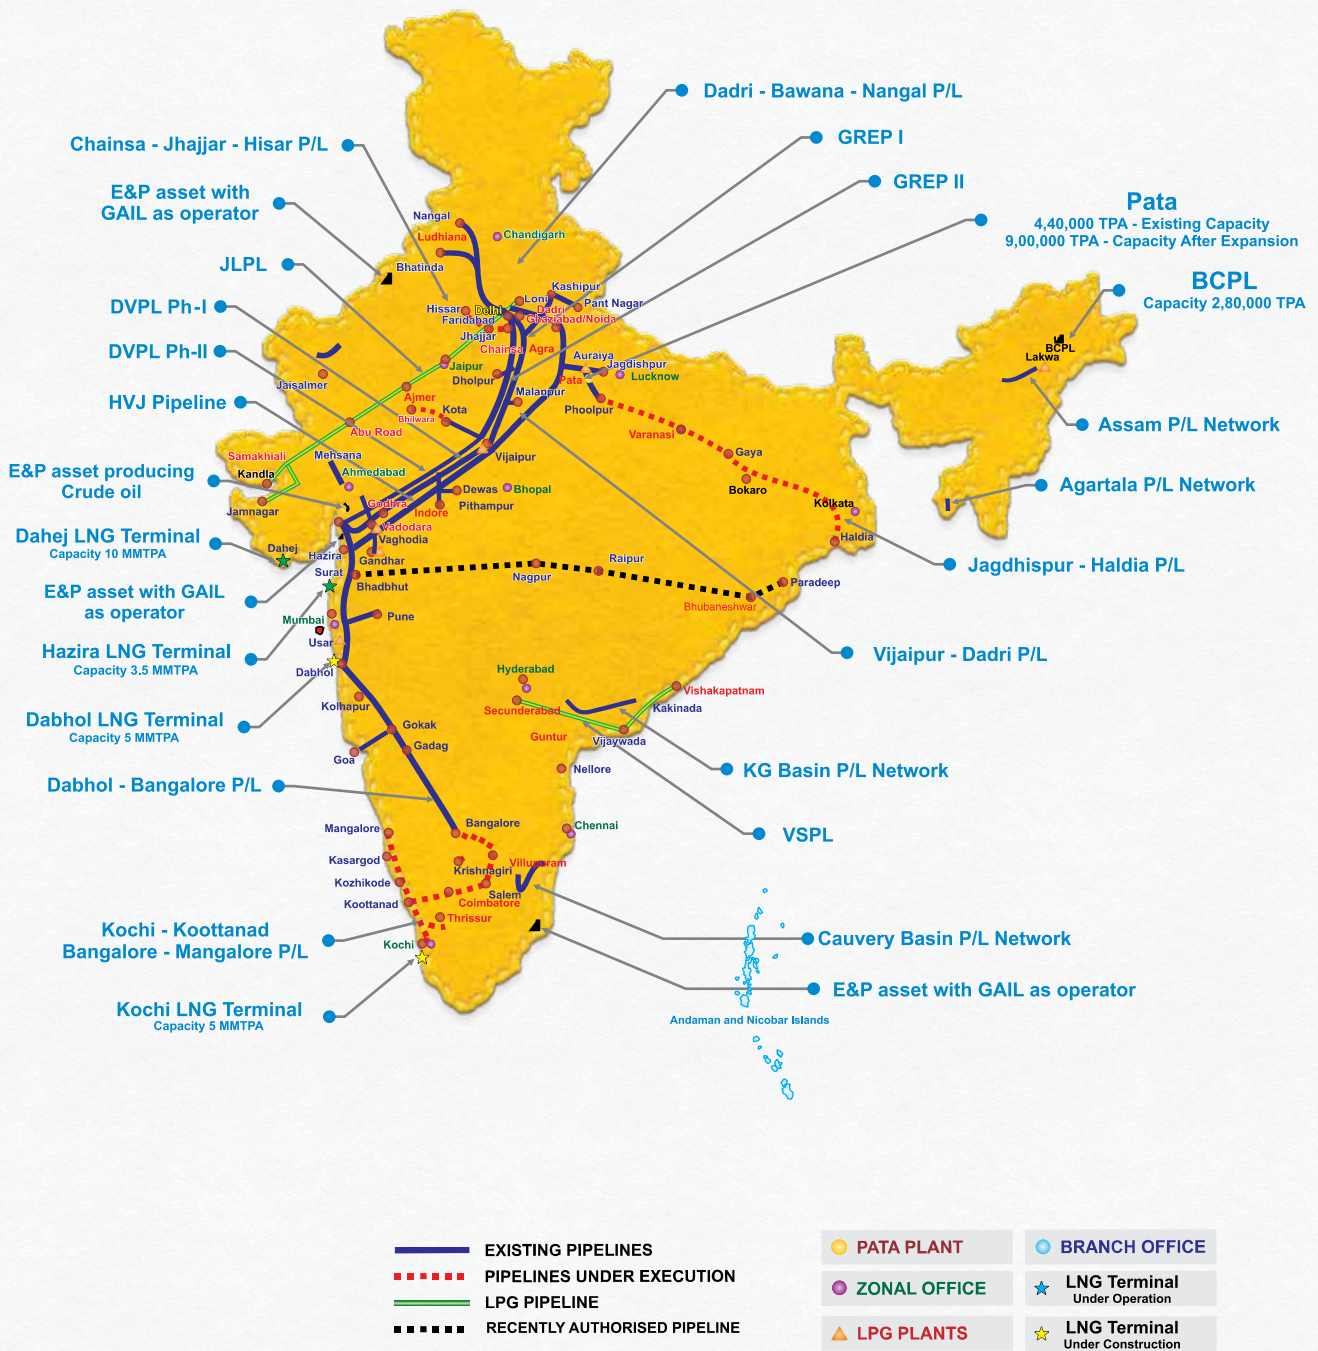 Dadri - Bawana - Nangal P/L
GREP I
GREP II
Pata
4,40,000 TPA - Existing Capacity
9,00,000 TPA - Capacity After Expansion
BCPL
Capacity 2,80,000 TPA
Chainsa - Jhajjar - Hisar P/L
E&P asset with
GAIL as operator
JLPL
DVPL Ph-I
DVPL Ph-II
HVJ Pipeline
E&P asset producing
Crude oil
Dahej LNG Terminal
Capacity 10 MMTPA
E&P asset with GAIL
as operator
Hazira LNG Terminal
Capacity 3.5 MMTPA
Dabhol LNG Terminal
Capacity 5 MMTPA
Dabhol - Bangalore P/L
Kochi - Koottanad
Bangalore - Mangalore P/L
Kochi LNG Terminal
Capacity 5 MMTPA
Assam P/L Network
Agartala P/L Network
Jagdhispur - Haldia P/L
Vijaipur - Dadri P/L
KG Basin P/L Network
VSPL
Cauvery Basin P/L Network
E&P asset with GAIL as operator
Andaman and Nicobar Islands
Nangal
Ludhiana
Chandigarh
Bhatinda
Kashipur
Loni
Pant Nagar
Hissar
Delhi
Dadri
Faridabad
Ghaziabad/Noida
Jhajjar
Chainsa
Agra
Auraiya
Jagdishpur
Jaipur
Lucknow
Dholpur
Pata
Jaisalmer
Malanpur
Ajmer
Phoolpur
Kota
Bhilwara
Abu Road
Varanasi
Samakhiali
Mehsana
Vijaipur
Gaya
Kandla
Ahmedabad
Bokaro
Dewas
Bhopal
Jamnagar
Godhra
Indore
Pithampur
Kolkata
Vadodara
Vaghodia
Haldia
Dahej
Hazira
Gandhar
Raipur
Surat
Nagpur
Bhadbhut
Paradeep
Bhubaneshwar
Mumbai
Pune
Usar
Dabhol
Hyderabad
Vishakapatnam
Kolhapur
Secunderabad
Kakinada
Gokak
Guntur
Vijaywada
Gadag
Goa
Nellore
Mangalore
Bangalore
Chennai
Kasargod
Krishnagiri
Villupuram
Kozhikode
Salem
Koottanad
Coimbatore
Thrissur
Kochi
BCPL
Lakwa
EXISTING PIPELINES
PIPELINES UNDER EXECUTION
LPG PIPELINE
RECENTLY AUTHORISED PIPELINE
PATA PLANT
BRANCH OFFICE
ZONAL OFFICE
LNG Terminal
Under Operation
LPG PLANTS
LNG Terminal
Under Construction